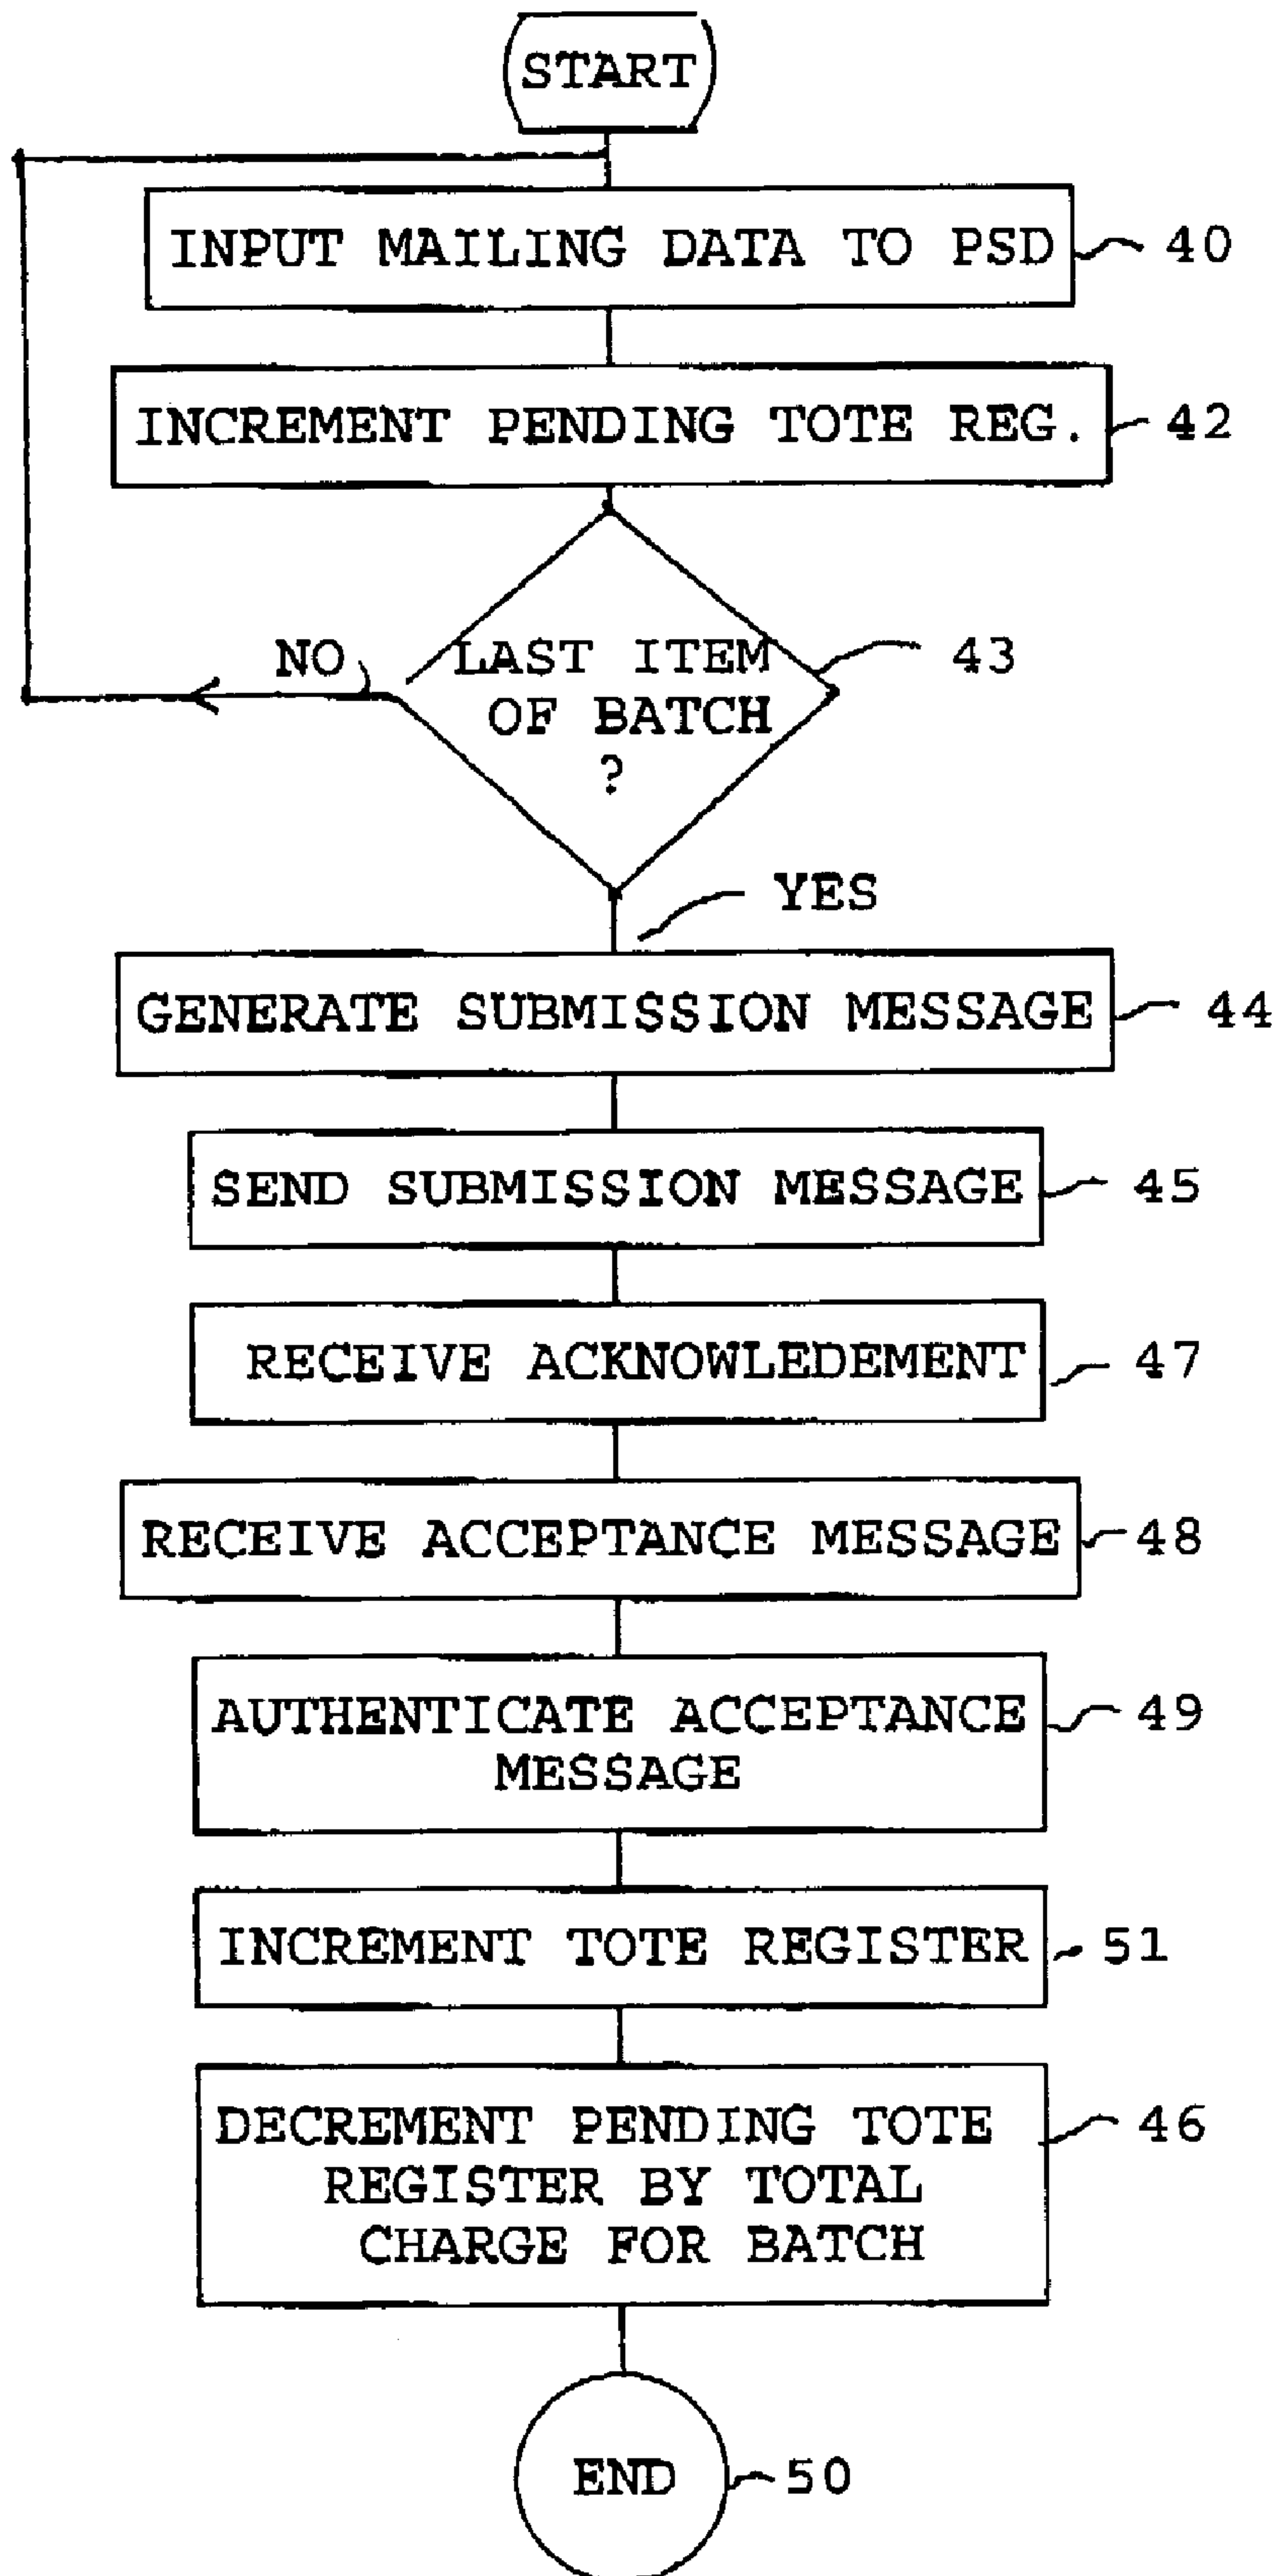 START
INPUT MAILING DATA TO PSD
40
INCREMENT PENDING TOTE REG.
42
LAST ITEM
OF BATCH
?
43
NO
YES
GENERATE SUBMISSION MESSAGE
44
SEND SUBMISSION MESSAGE
45
RECEIVE ACKNOWLEDEMENT
47
RECEIVE ACCEPTANCE MESSAGE
48
AUTHENTICATE ACCEPTANCE
MESSAGE
49
INCREMENT TOTE REGISTER
51
DECREMENT PENDING TOTE
REGISTER BY TOTAL
CHARGE FOR BATCH
46
END
50